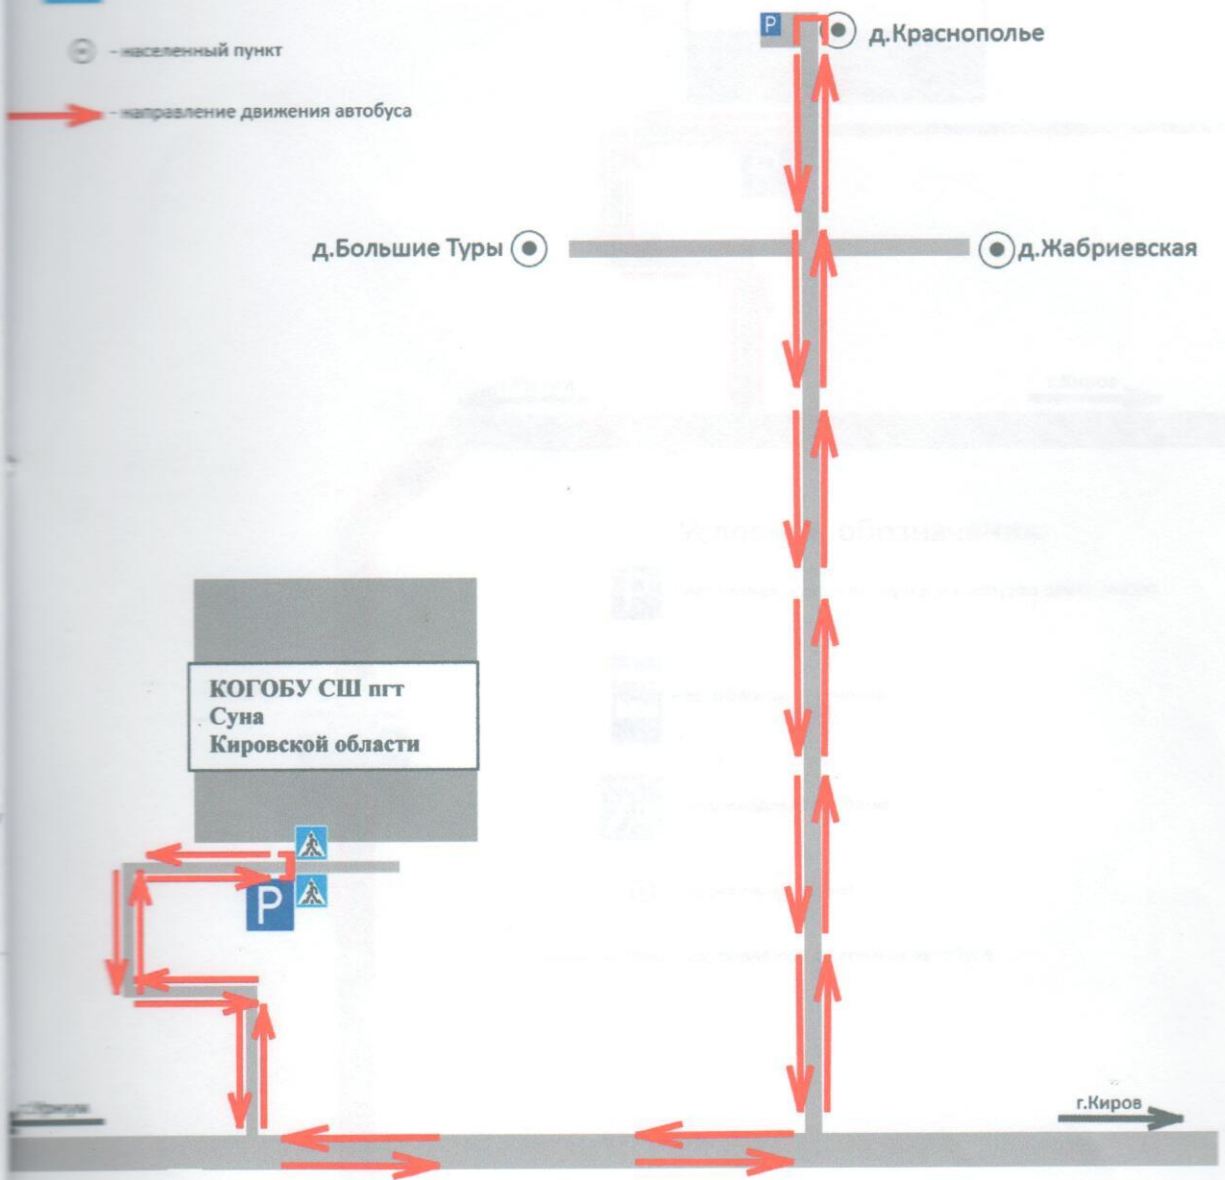 - населенный пункт
P
д.Краснополье
- направление движения автобуса
д.Большие Туры
д.Жабриевская
КОГОБУ СШ пгт
Суна
Кировской области
P
г.Киров